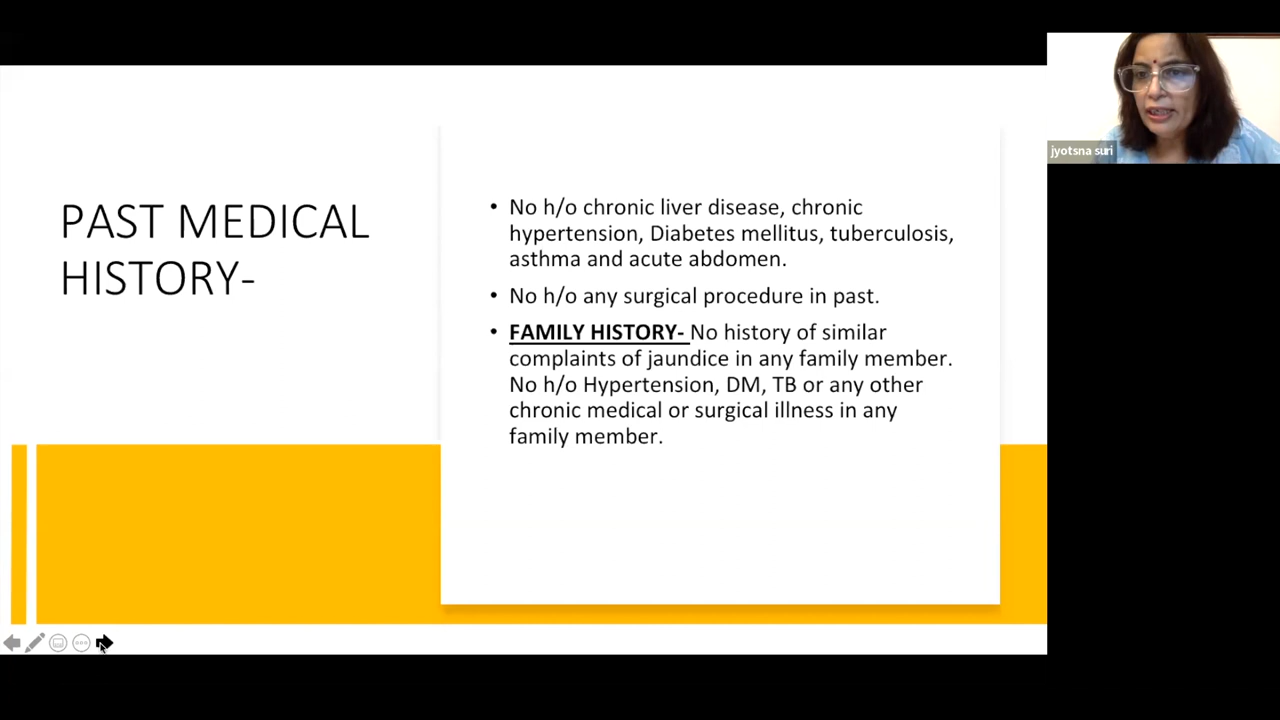 PAST MEDICAL
HISTORY-
• No h/o chronic liver disease, chronic
hypertension, Diabetes mellitus, tuberculosis,
asthma and acute abdomen.
• No h/o any surgical procedure in past.
• FAMILY HISTORY- No history of similar
complaints of jaundice in any family member.
No h/o Hypertension, DM, TB or any other
chronic medical or surgical illness in any
family member.
jyotsna suri